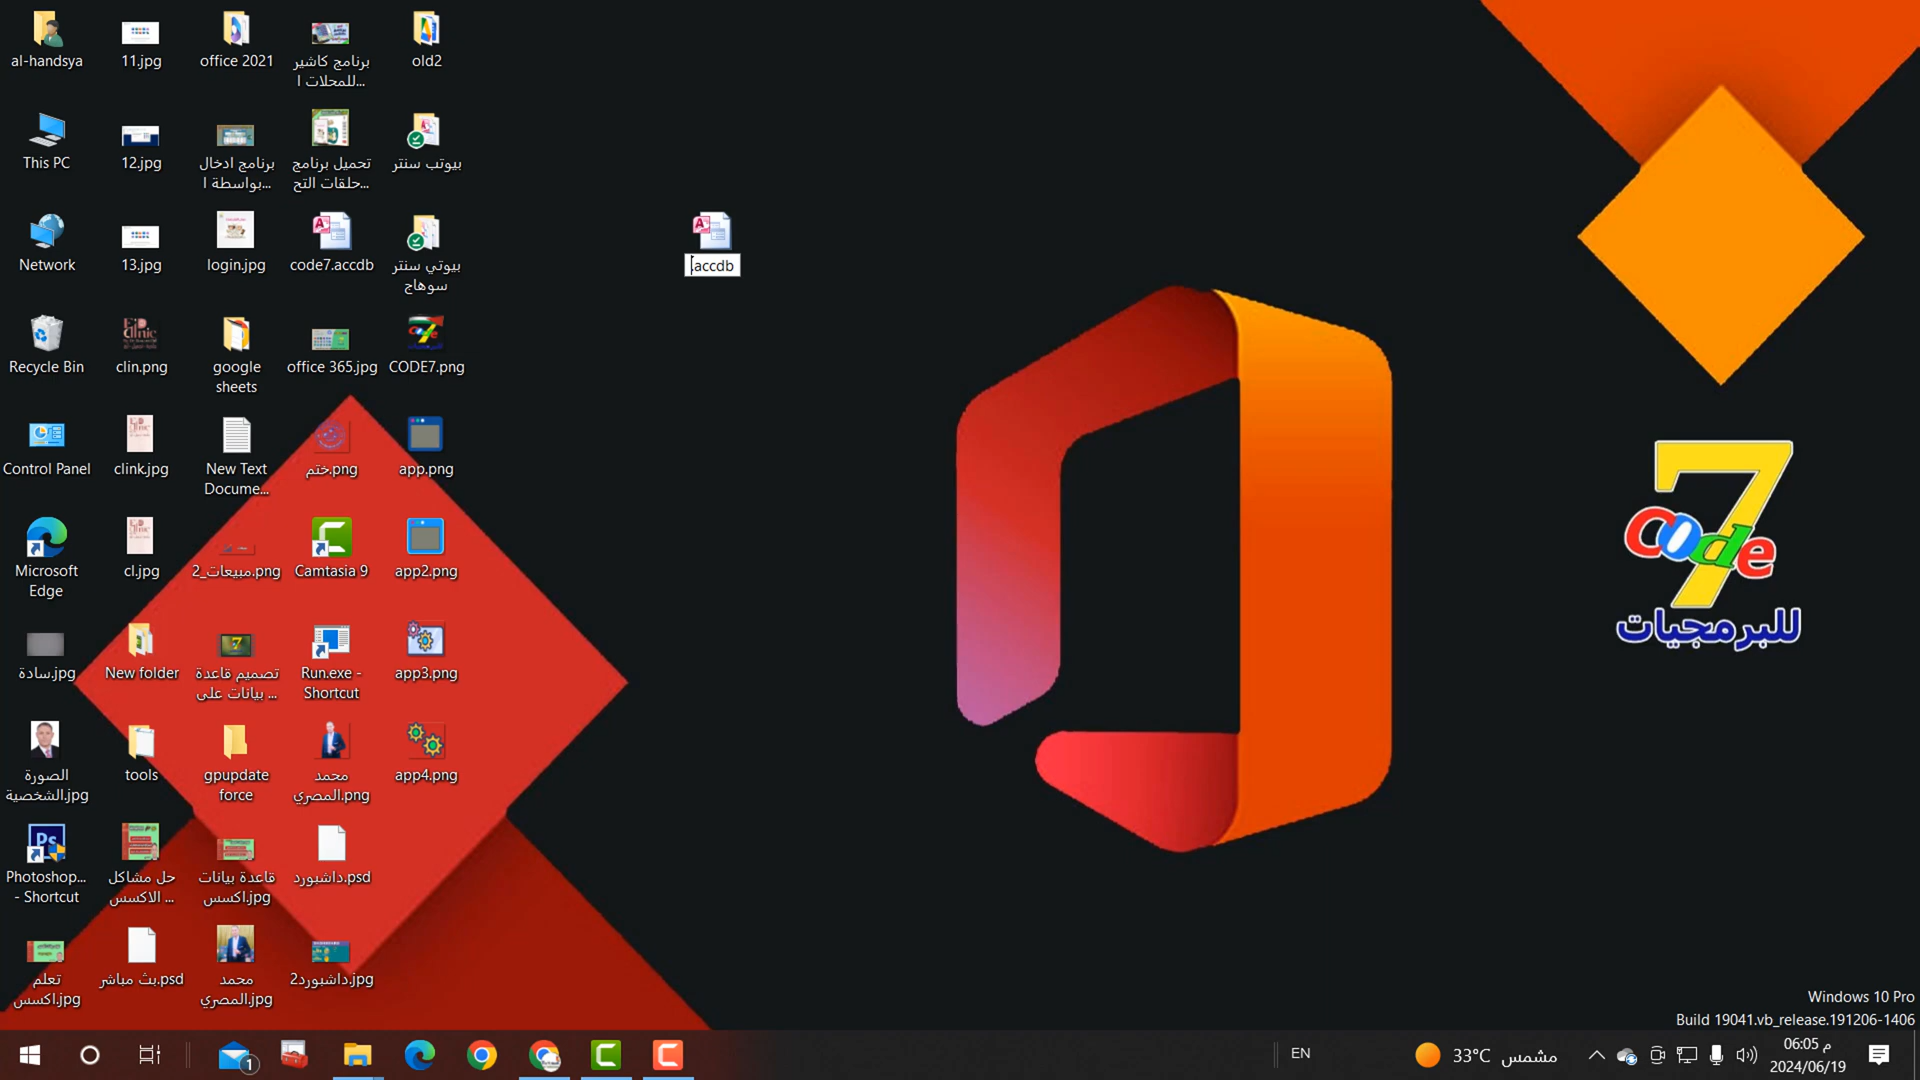 al-handsya
11.jpg
office 2021
برنامج كاشير
للمحلات ا...
old2
This PC
12.jpg
برنامج ادخال
بواسطة ا...
تحميل برنامج
حلقات التح...
بيوتب سنتر
Network
13.jpg
login.jpg
code7.accdb
بيوتي سنتر
سوهاج
.accdb
Recycle Bin
clin.png
google
sheets
office 365.jpg
CODE7.png
Control Panel
clink.jpg
New Text
Docume...
ختم.png
app.png
Microsoft
Edge
cl.jpg
مبيعات_2.png
Camtasia 9
app2.png
سادة.jpg
New folder
تصميم قاعدة
بيانات على ...
Run.exe -
Shortcut
app3.png
الصورة
الشخصية.jpg
tools
gpupdate
force
محمد
المصري.png
app4.png
Photoshop...
- Shortcut
حل مشاكل
الاكسس ...
قاعدة بيانات
اكسس.jpg
داشبورد.psd
تعلم
اكسس.jpg
بث مباشر.psd
محمد
المصري.jpg
داشبورد2.jpg
7
Code
للبرمجيات
Windows 10 Pro
Build 19041.vb_release.191206-1406
1
EN
33°C مشمس
06:05 م
2024/06/19